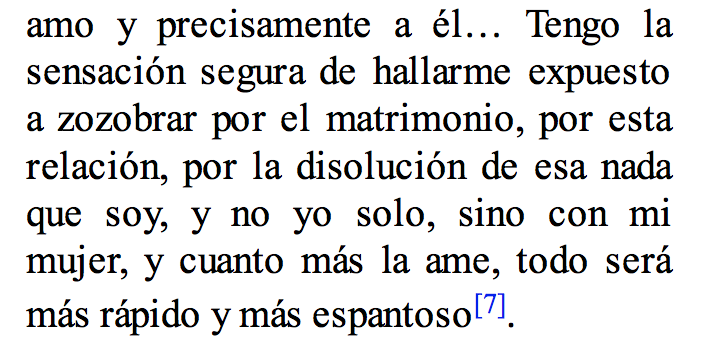 amo y precisamente a él… Tengo la
sensación segura de hallarme expuesto
a zozobrar por el matrimonio, por esta
relación, por la disolución de esa nada
que soy, y no yo solo, sino con mi
mujer, y cuanto más la ame, todo será
más rápido y más espantoso[7].